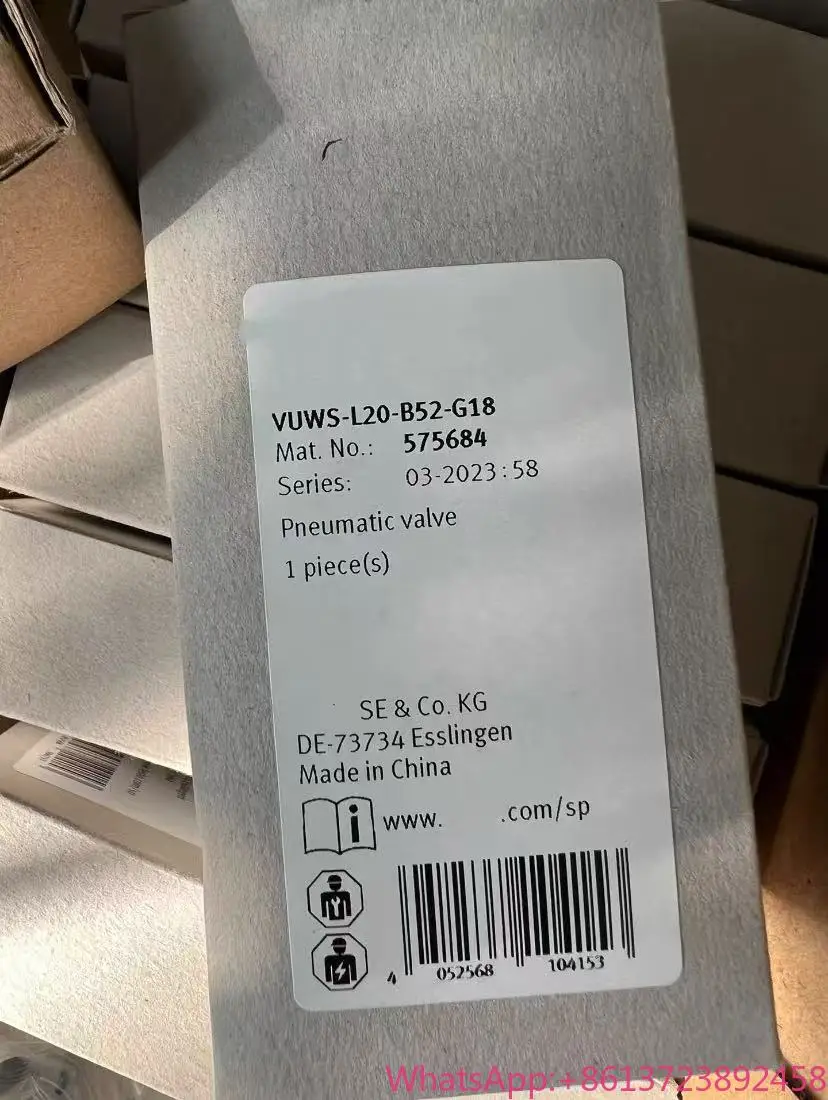 VUWS-L20-B52-G18
Mat. No.: 575684
Series: 03-2023:58
Pneumatic valve
1 piece(s)
SE & Co. KG
DE-73734 Esslingen
Made in China
www. .com/sp
4 052568 104153
WhatsApp:+8613723892458